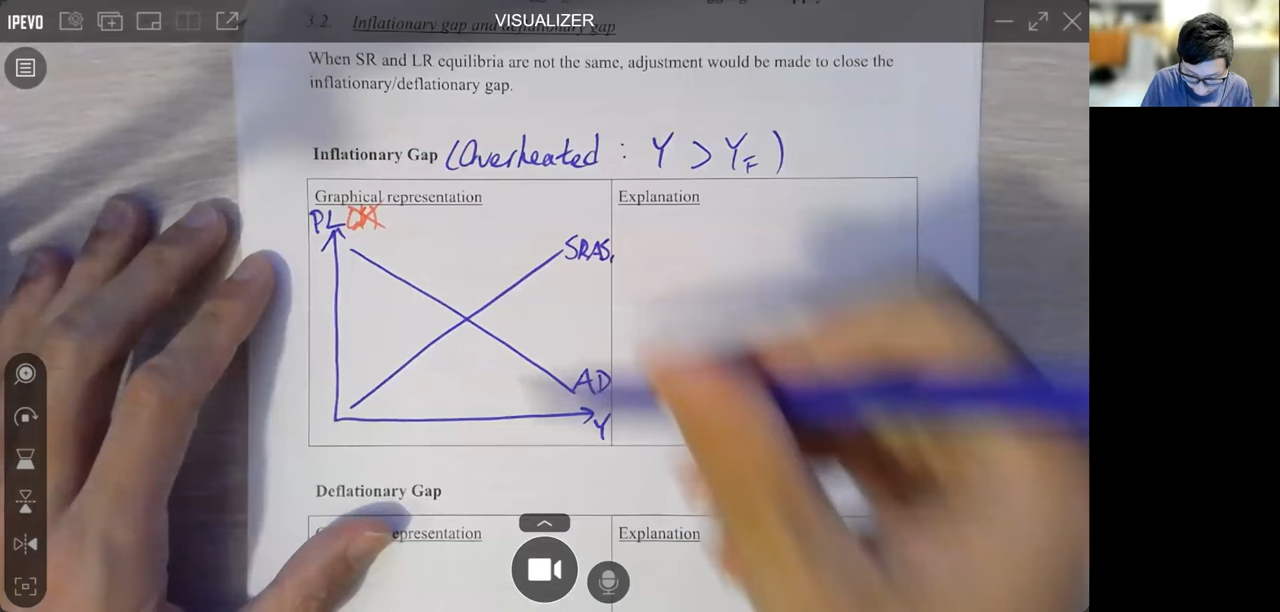 IPEVO
VISUALIZER
3.2. Inflationary gap and deflationary gap
When SR and LR equilibria are not the same, adjustment would be made to close the
inflationary/deflationary gap.
Inflationary Gap (Overheated : Y > YF)
Graphical representation
Explanation
PL
SRAS1
AD
Y
Deflationary Gap
epresentation
Explanation